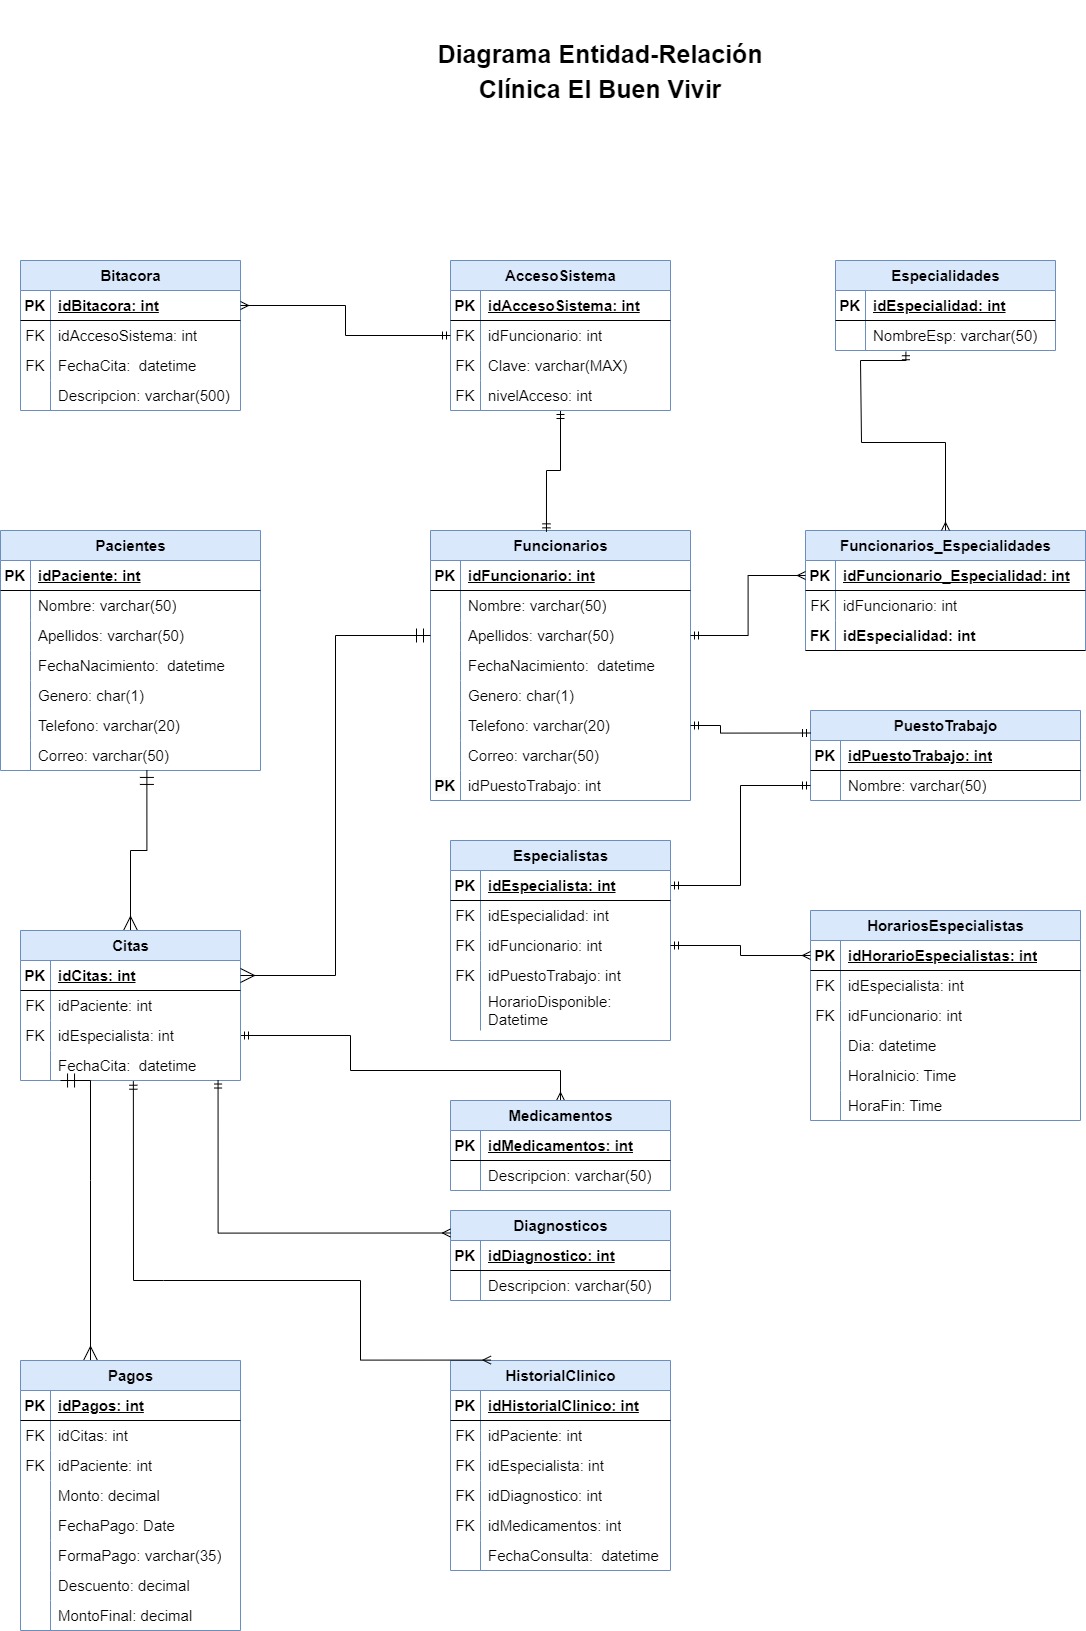 Diagrama Entidad-Relación
Clínica El Buen Vivir
Bitacora
PK idBitacora: int
FK idAccesoSistema: int
FK FechaCita: datetime
Descripcion: varchar(500)
AccesoSistema
PK idAccesoSistema: int
FK idFuncionario: int
FK Clave: varchar(MAX)
FK nivelAcceso: int
Especialidades
PK idEspecialidad: int
NombreEsp: varchar(50)
Pacientes
PK idPaciente: int
Nombre: varchar(50)
Apellidos: varchar(50)
FechaNacimiento: datetime
Genero: char(1)
Telefono: varchar(20)
Correo: varchar(50)
Funcionarios
PK idFuncionario: int
Nombre: varchar(50)
Apellidos: varchar(50)
FechaNacimiento: datetime
Genero: char(1)
Telefono: varchar(20)
Correo: varchar(50)
PK idPuestoTrabajo: int
Funcionarios_Especialidades
PK idFuncionario_Especialidad: int
FK idFuncionario: int
FK idEspecialidad: int
PuestoTrabajo
PK idPuestoTrabajo: int
Nombre: varchar(50)
Especialistas
PK idEspecialista: int
FK idEspecialidad: int
FK idFuncionario: int
FK idPuestoTrabajo: int
HorarioDisponible:
Datetime
HorariosEspecialistas
PK idHorarioEspecialistas: int
FK idEspecialista: int
FK idFuncionario: int
Dia: datetime
HoraInicio: Time
HoraFin: Time
Citas
PK idCitas: int
FK idPaciente: int
FK idEspecialista: int
FechaCita: datetime
Medicamentos
PK idMedicamentos: int
Descripcion: varchar(50)
Diagnosticos
PK idDiagnostico: int
Descripcion: varchar(50)
Pagos
PK idPagos: int
FK idCitas: int
FK idPaciente: int
Monto: decimal
FechaPago: Date
FormaPago: varchar(35)
Descuento: decimal
MontoFinal: decimal
HistorialClinico
PK idHistorialClinico: int
FK idPaciente: int
FK idEspecialista: int
FK idDiagnostico: int
FK idMedicamentos: int
FechaConsulta: datetime